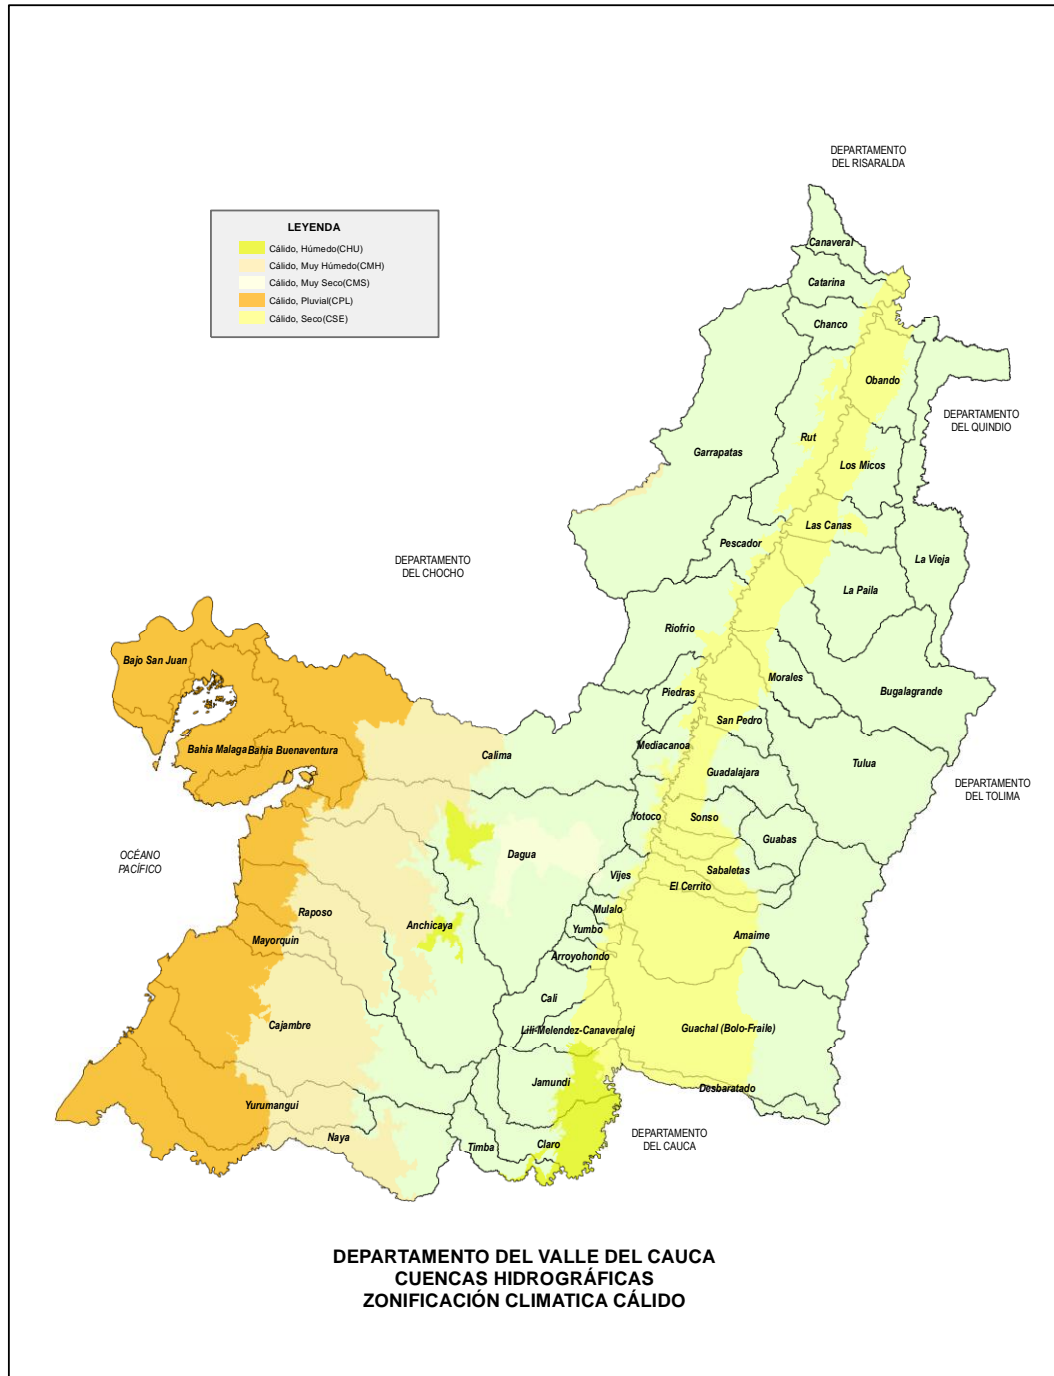 DEPARTAMENTO
DEL RISARALDA
LEYENDA
Cálido, Húmedo(CHU)
Cálido, Muy Húmedo(CMH)
Cálido, Muy Seco(CMS)
Cálido, Pluvial(CPL)
Cálido, Seco(CSE)
Canaveral
Catarina
Chanco
Obando
DEPARTAMENTO
DEL QUINDIO
Rut
Garrapatas
Los Micos
Las Canas
Pescador
La Vieja
DEPARTAMENTO
DEL CHOCHO
La Paila
Riofrio
Bajo San Juan
Morales
Piedras
Bugalagrande
San Pedro
Bahia Malaga
Bahia Buenaventura
Mediacanoa
Calima
Tulua
Guadalajara
DEPARTAMENTO
DEL TOLIMA
Yotoco
Sonso
Guabas
OCÉANO
PACÍFICO
Dagua
Sabaletas
Vijes
El Cerrito
Mulalo
Raposo
Anchicaya
Yumbo
Amaime
Mayorquin
Arroyohondo
Cali
Cajambre
Lili-Melendez-Canaveralej
Guachal (Bolo-Fraile)
Jamundi
Desbaratado
Yurumangui
Naya
Timba
Claro
DEPARTAMENTO
DEL CAUCA
DEPARTAMENTO DEL VALLE DEL CAUCA
CUENCAS HIDROGRÁFICAS
ZONIFICACIÓN CLIMATICA CÁLIDO